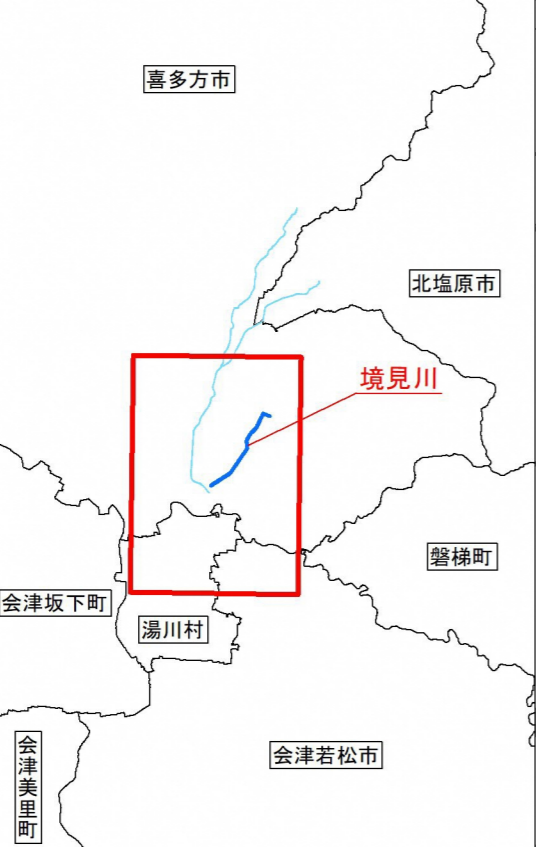 喜多方市
北塩原市
境見川
磐梯町
会津坂下町
湯川村
会津若松市
会津美里町